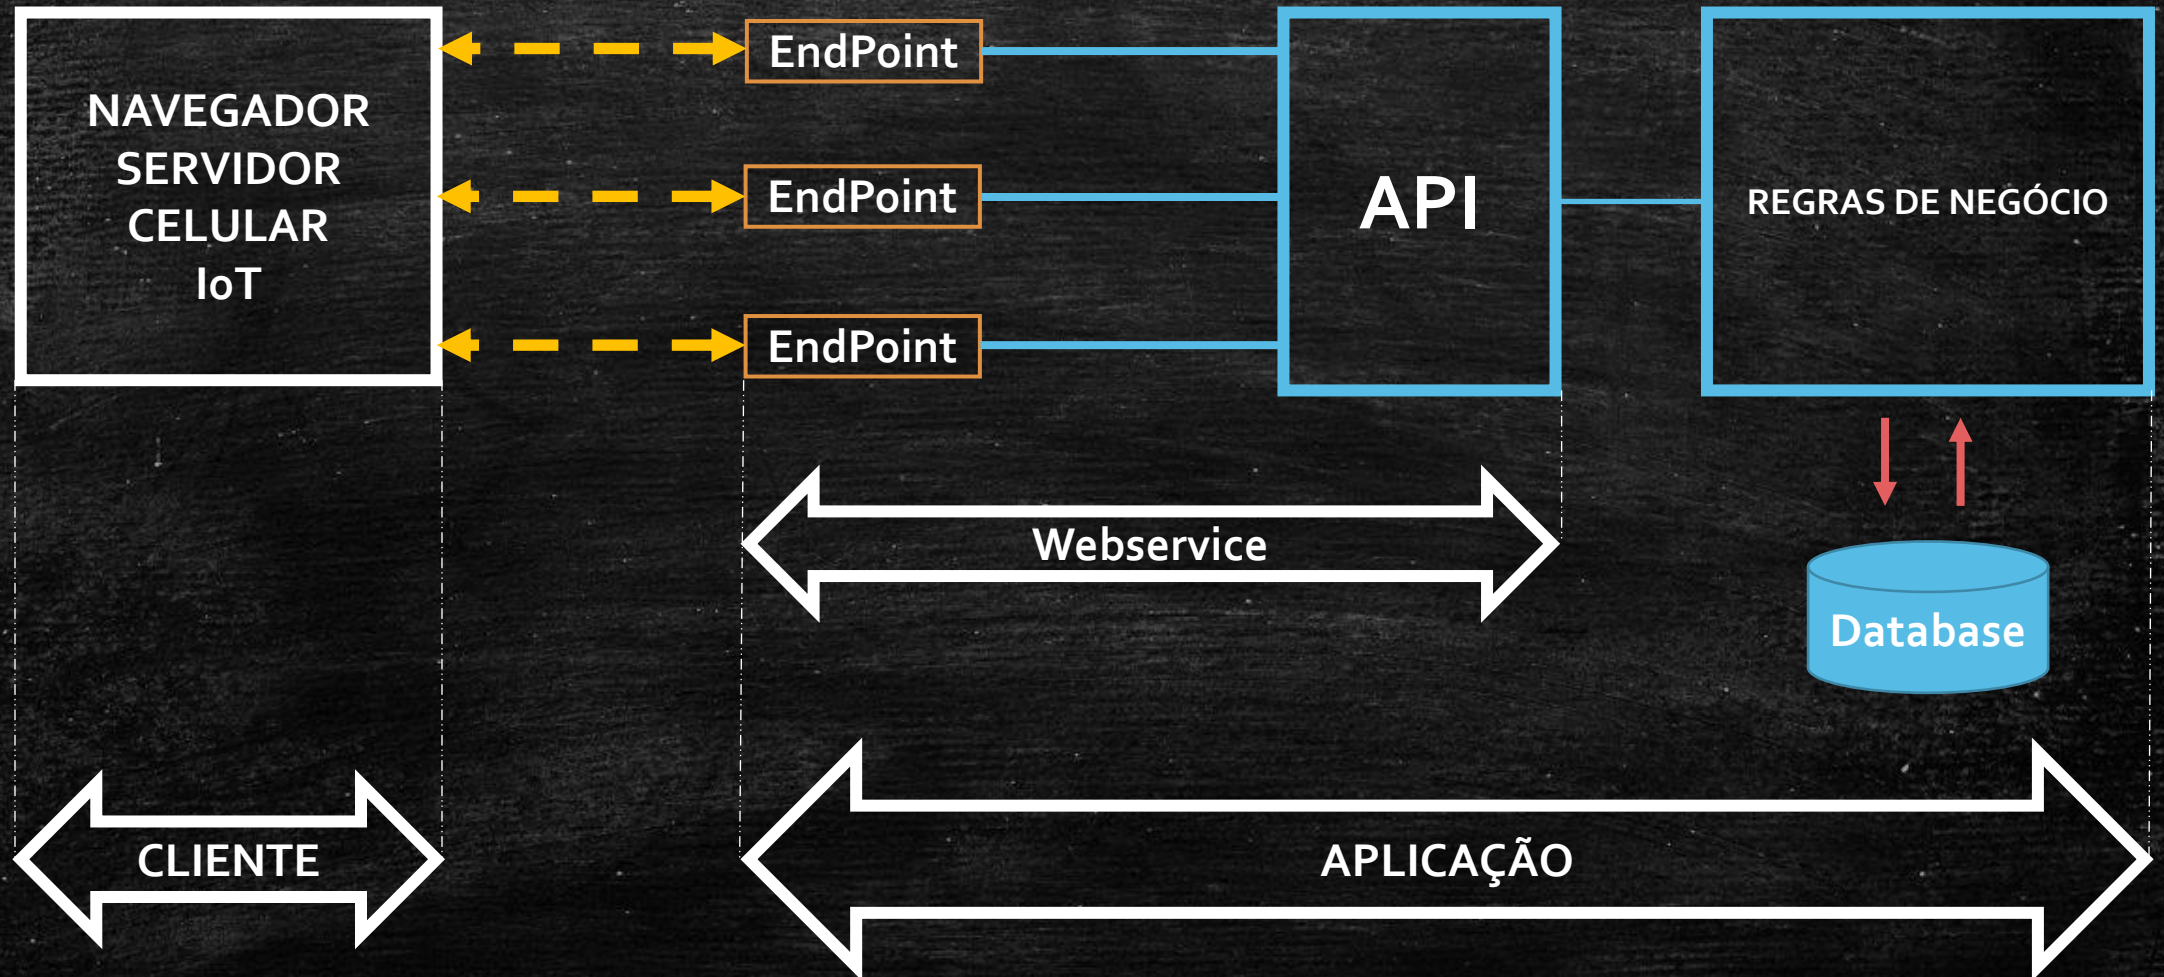 NAVEGADOR
SERVIDOR
CELULAR
IoT
EndPoint
EndPoint
EndPoint
API
REGRAS DE NEGÓCIO
Webservice
Database
CLIENTE
APLICAÇÃO